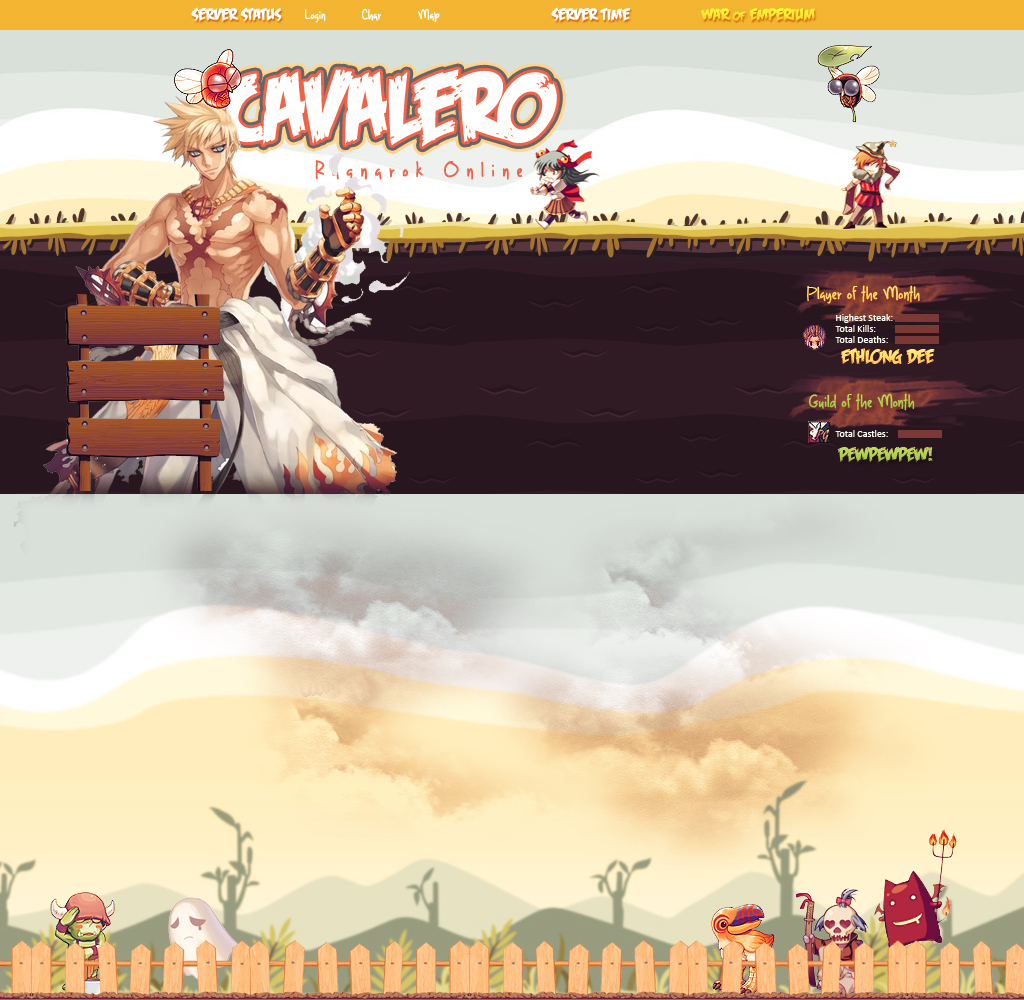 SERVER STATUS Login Char Map SERVER TIME WAR OF EMPERIUM
CAVALERO
Ragnarok Online
Player of the Month
Highest Steak:
Total Kills:
Total Deaths:
ETHLONG DEE
Guild of the Month
Total Castles:
PEWPEWPEW!